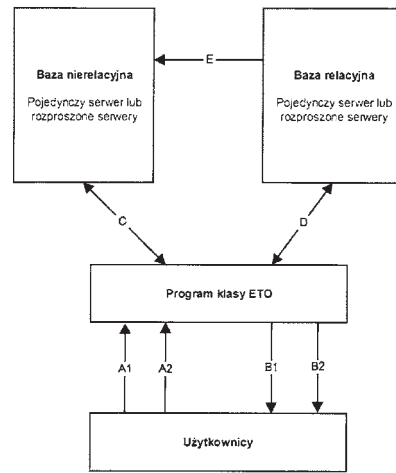 Baza nierelacyjna
Pojedynczy serwer lub
rozproszone serwery
E
Baza relacyjna
Pojedynczy serwer lub
rozproszone serwery
C
D
Program klasy ETO
A1
A2
B1
B2
Użytkownicy